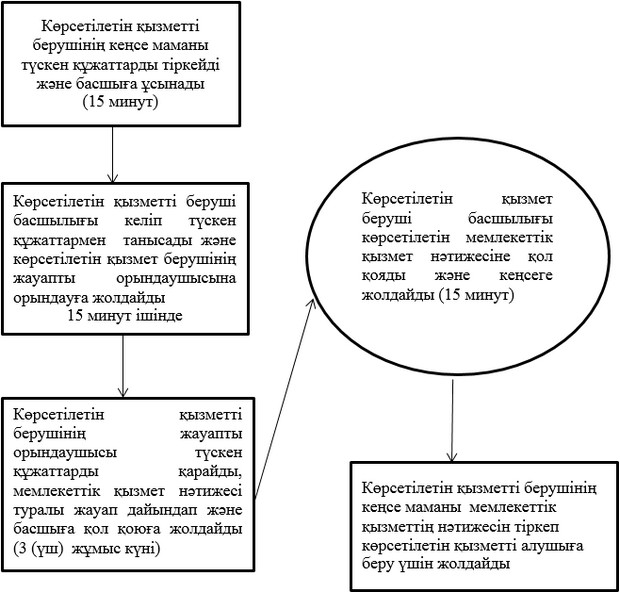 Көрсетілетін қызметті
берушінің кеңсе маманы
түскен құжаттарды тіркейді
және басшыға ұсынады
(15 минут)
Көрсетілетін қызметті беруші
басшылығы келіп түскен
құжаттармен танысады және
көрсетілетін қызмет берушінің
жауапты орындаушысына
орындауға жолдайды
15 минут ішінде
Көрсетілетін қызметті
берушінің жауапты
орындаушысы түскен
құжаттарды қарайды,
мемлекеттік қызмет нәтижесі
туралы жауап дайындап және
басшыға қол қоюға жолдайды
(3 (үш) жұмыс күні)
Көрсетілетін қызмет
беруші басшылығы
көрсетілетін мемлекеттік
қызмет нәтижесіне қол
қояды және кеңсеге
жолдайды (15 минут)
Көрсетілетін қызметті берушінің
кеңсе маманы мемлекеттік
қызметтің нәтижесін тіркеп
көрсетілетін қызметті алушыға
беру үшін жолдайды